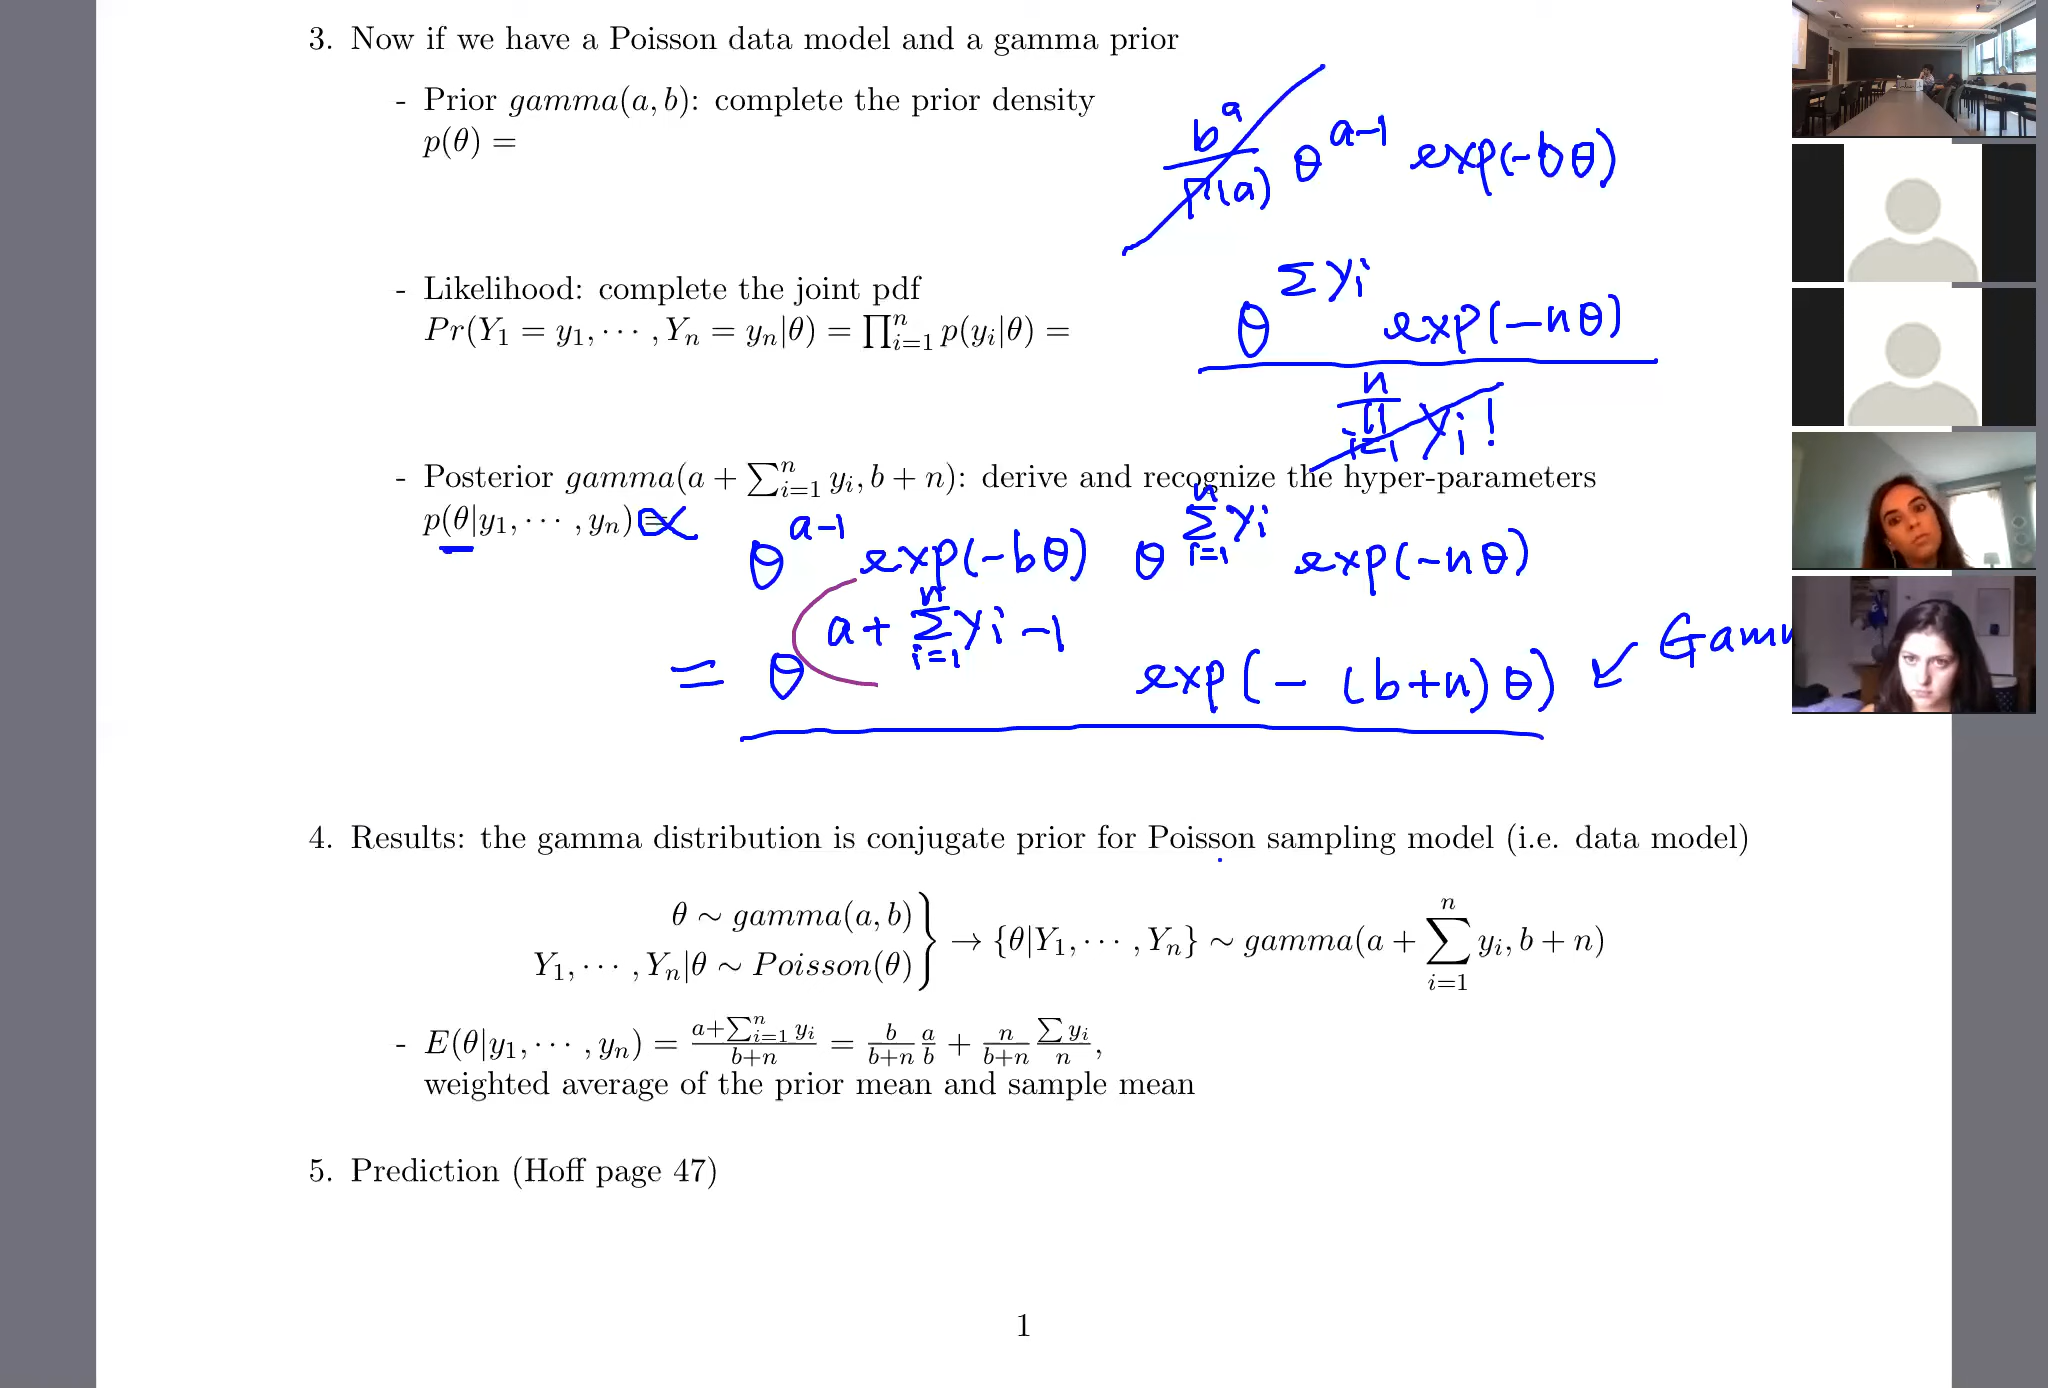 3. Now if we have a Poisson data model and a gamma prior
- Prior gamma(a, b): complete the prior density
p(θ) =
b^a / Γ(a) θ^{a-1} exp(-bθ)
- Likelihood: complete the joint pdf
Pr(Y_1 = y_1, ··· , Y_n = y_n|θ) = ∏_{i=1}^n p(y_i|θ) =
θ^{Σ y_i} exp(-nθ)
∏_{i=1}^n y_i!
- Posterior gamma(a + ∑_{i=1}^n y_i, b + n): derive and recognize the hyper-parameters
p(θ|y_1, ··· , y_n) ∝ θ^{a-1} exp(-bθ) θ^{Σ_{i=1}^n y_i} exp(-nθ)
= θ^{a+Σ_{i=1}^n y_i-1} exp(-(b+n)θ) ↙ Gam
4. Results: the gamma distribution is conjugate prior for Poisson sampling model (i.e. data model)
θ ∼ gamma(a, b)
Y_1, ··· , Y_n|θ ∼ Poisson(θ) } → {θ|Y_1, ··· , Y_n} ∼ gamma(a + ∑_{i=1}^n y_i, b + n)
- E(θ|y_1, ··· , y_n) = (a+∑_{i=1}^n y_i)/(b+n) = b/(b+n) a/b + n/(b+n) ∑ y_i/n,
weighted average of the prior mean and sample mean
5. Prediction (Hoff page 47)
1